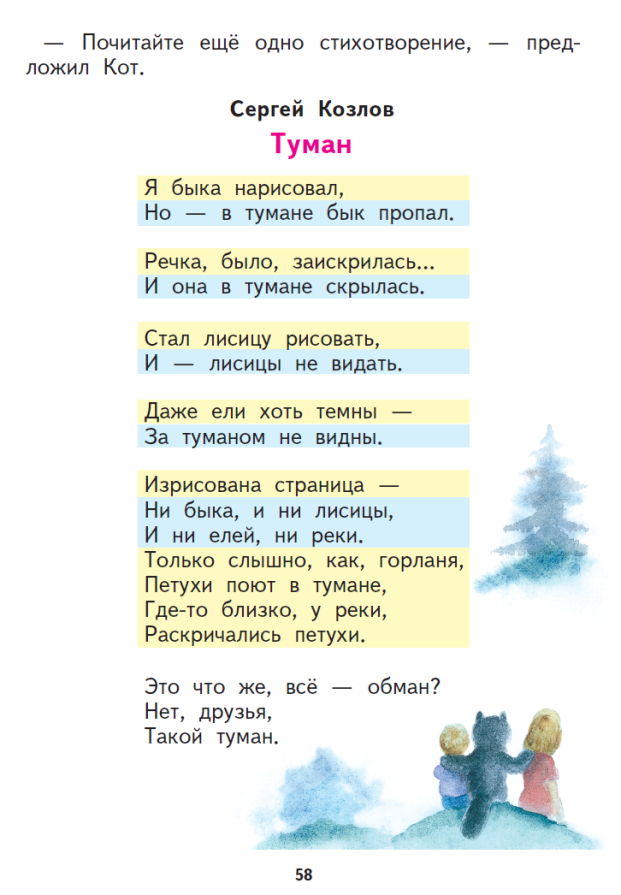 — Почитайте ещё одно стихотворение, — пред-
ложил Кот.
Сергей Козлов
Туман
Я быка нарисовал,
Но — в тумане бык пропал.
Речка, было, заискрилась...
И она в тумане скрылась.
Стал лисицу рисовать,
И — лисицы не видать.
Даже ели хоть темны —
За туманом не видны.
Изрисована страница —
Ни быка, и ни лисицы,
И ни елей, ни реки.
Только слышно, как, горланя,
Петухи поют в тумане,
Где-то близко, у реки,
Раскричались петухи.
Это что же, всё — обман?
Нет, друзья,
Такой туман.
58